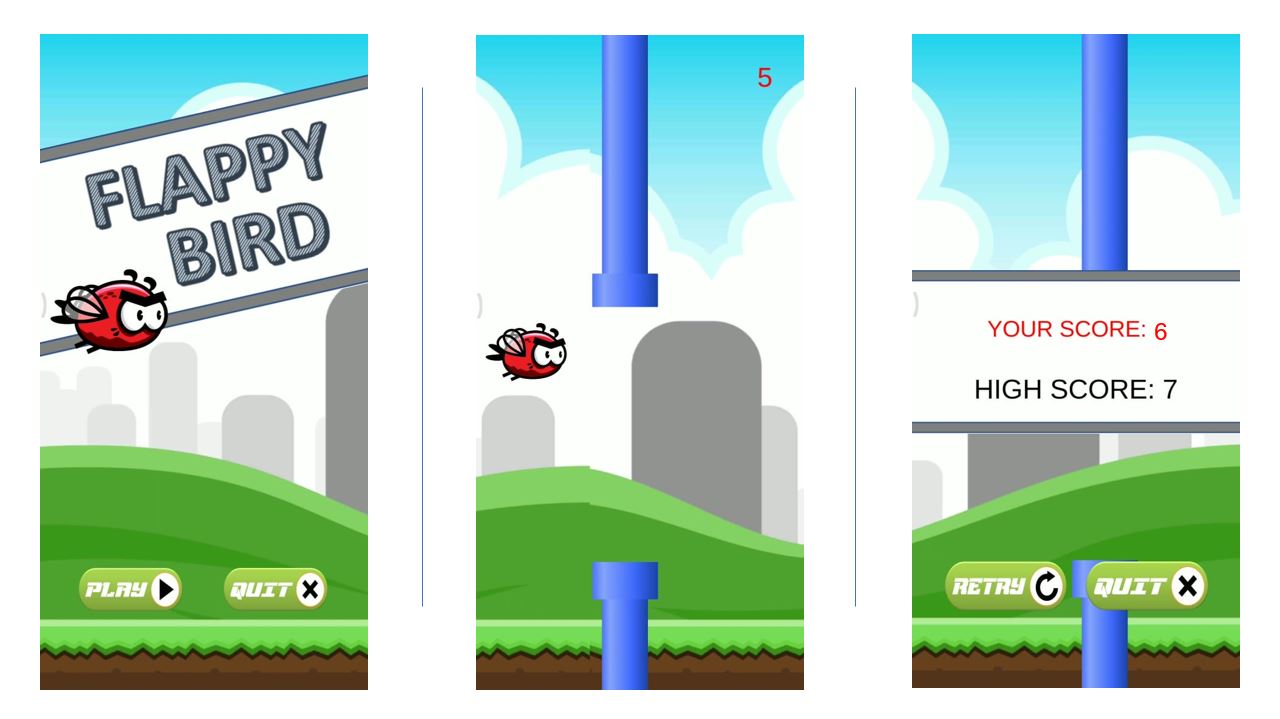 FLAPPY
BIRD
PLAY
QUIT
5
YOUR SCORE: 6
HIGH SCORE: 7
RETRY
QUIT